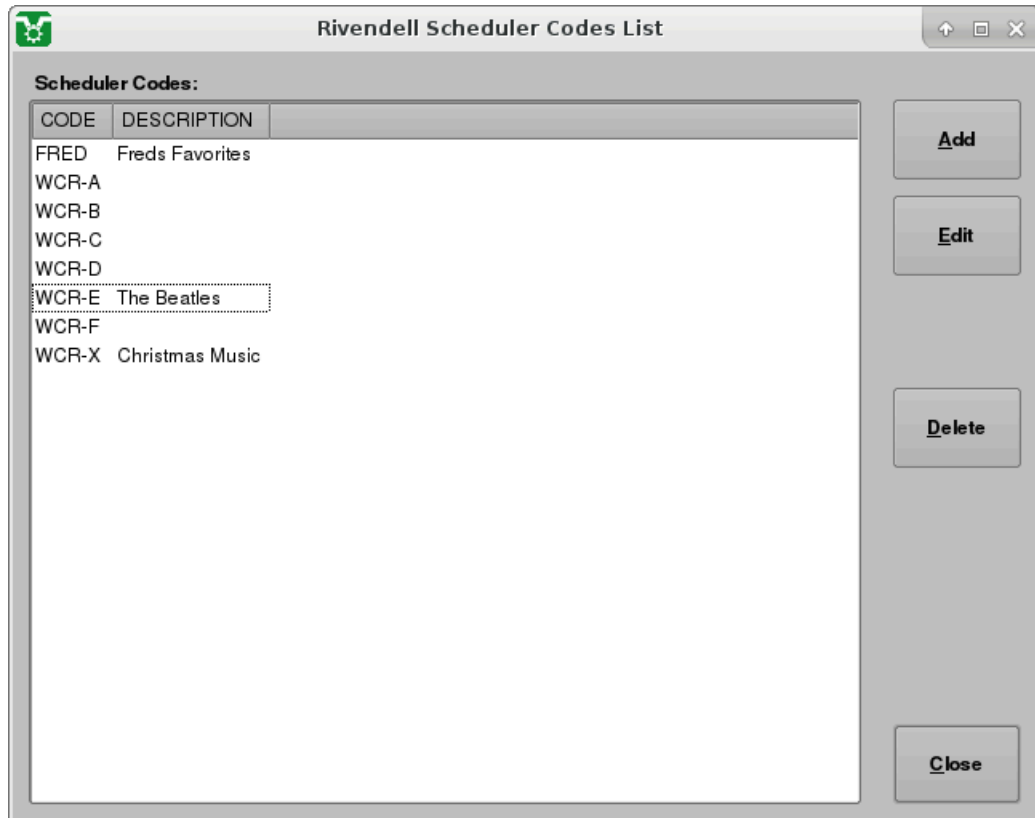 Rivendell Scheduler Codes List
Scheduler Codes:
CODE DESCRIPTION
FRED Freds Favorites
WCR-A
WCR-B
WCR-C
WCR-D
WCR-E The Beatles
WCR-F
WCR-X Christmas Music
Add
Edit
Delete
Close